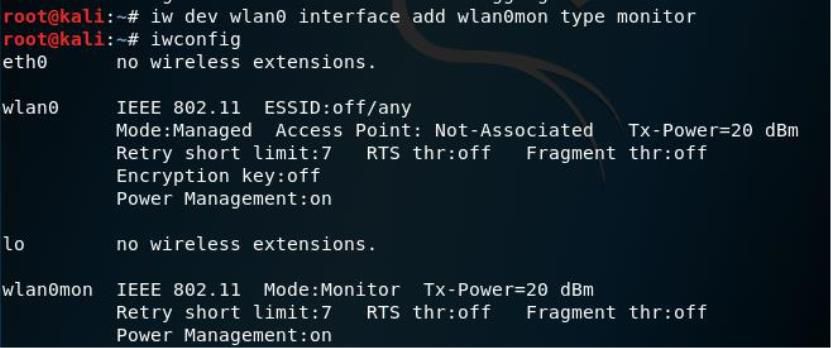 root@kali:~# iw dev wlan0 interface add wlan0mon type monitor
root@kali:~# iwconfig
eth0      no wireless extensions.

wlan0     IEEE 802.11  ESSID:off/any
          Mode:Managed  Access Point: Not-Associated   Tx-Power=20 dBm
          Retry short limit:7   RTS thr:off   Fragment thr:off
          Encryption key:off
          Power Management:on

lo        no wireless extensions.

wlan0mon  IEEE 802.11  Mode:Monitor  Tx-Power=20 dBm
          Retry short limit:7   RTS thr:off   Fragment thr:off
          Power Management:on